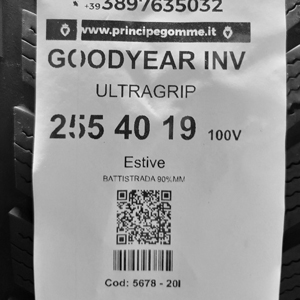 +39 3897635032
www.principegomme.it
GOODYEAR INV
ULTRAGRIP
255 40 19 100V
Estive
BATTISTRADA 90%MM
Cod: 5678 - 20I